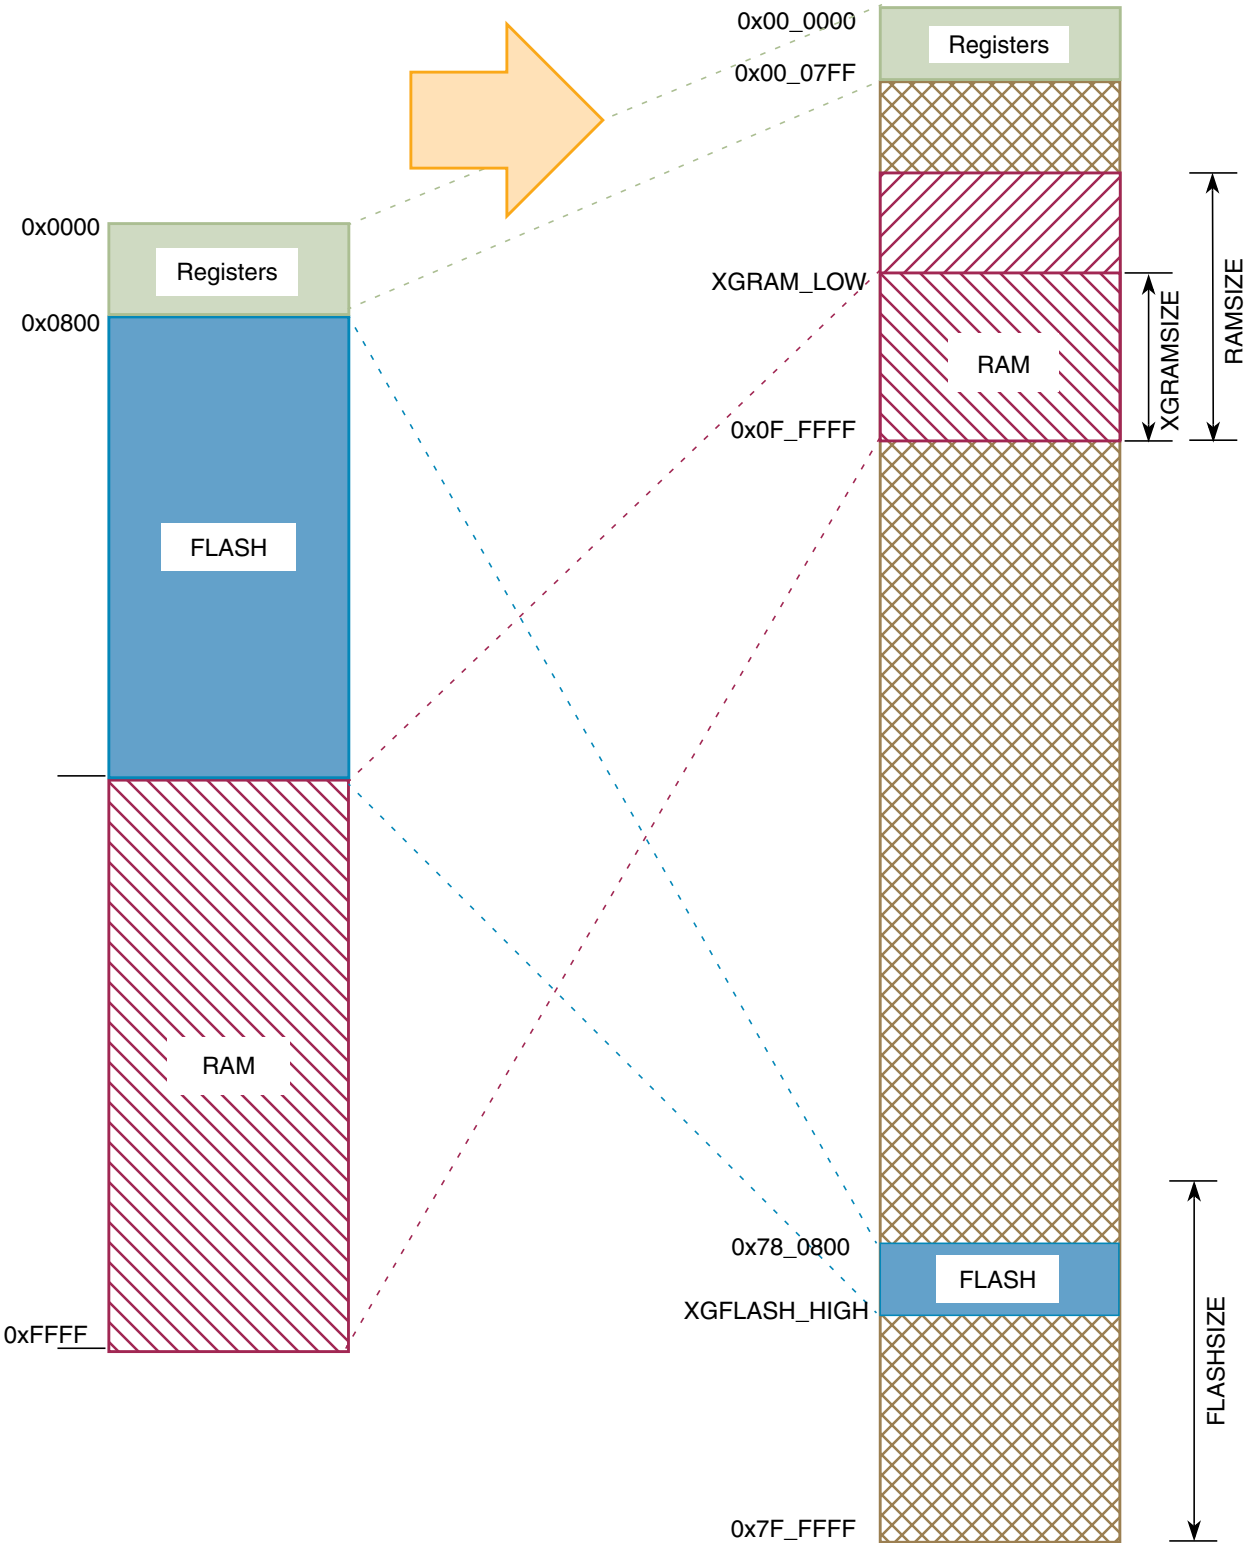 0x0000
Registers
0x0800
FLASH
RAM
0xFFFF
0x00_0000
Registers
0x00_07FF
XGRAM_LOW
RAM
0x0F_FFFF
XGRAMSIZE
RAMSIZE
0x78_0800
FLASH
XGFLASH_HIGH
FLASHSIZE
0x7F_FFFF